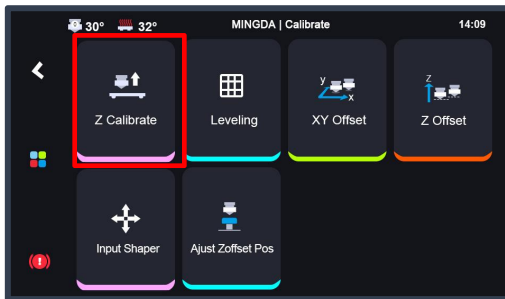 30° 32° MINGDA | Calibrate 14:09
Z Calibrate Leveling XY Offset Z Offset
Input Shaper Ajust Zoffset Pos